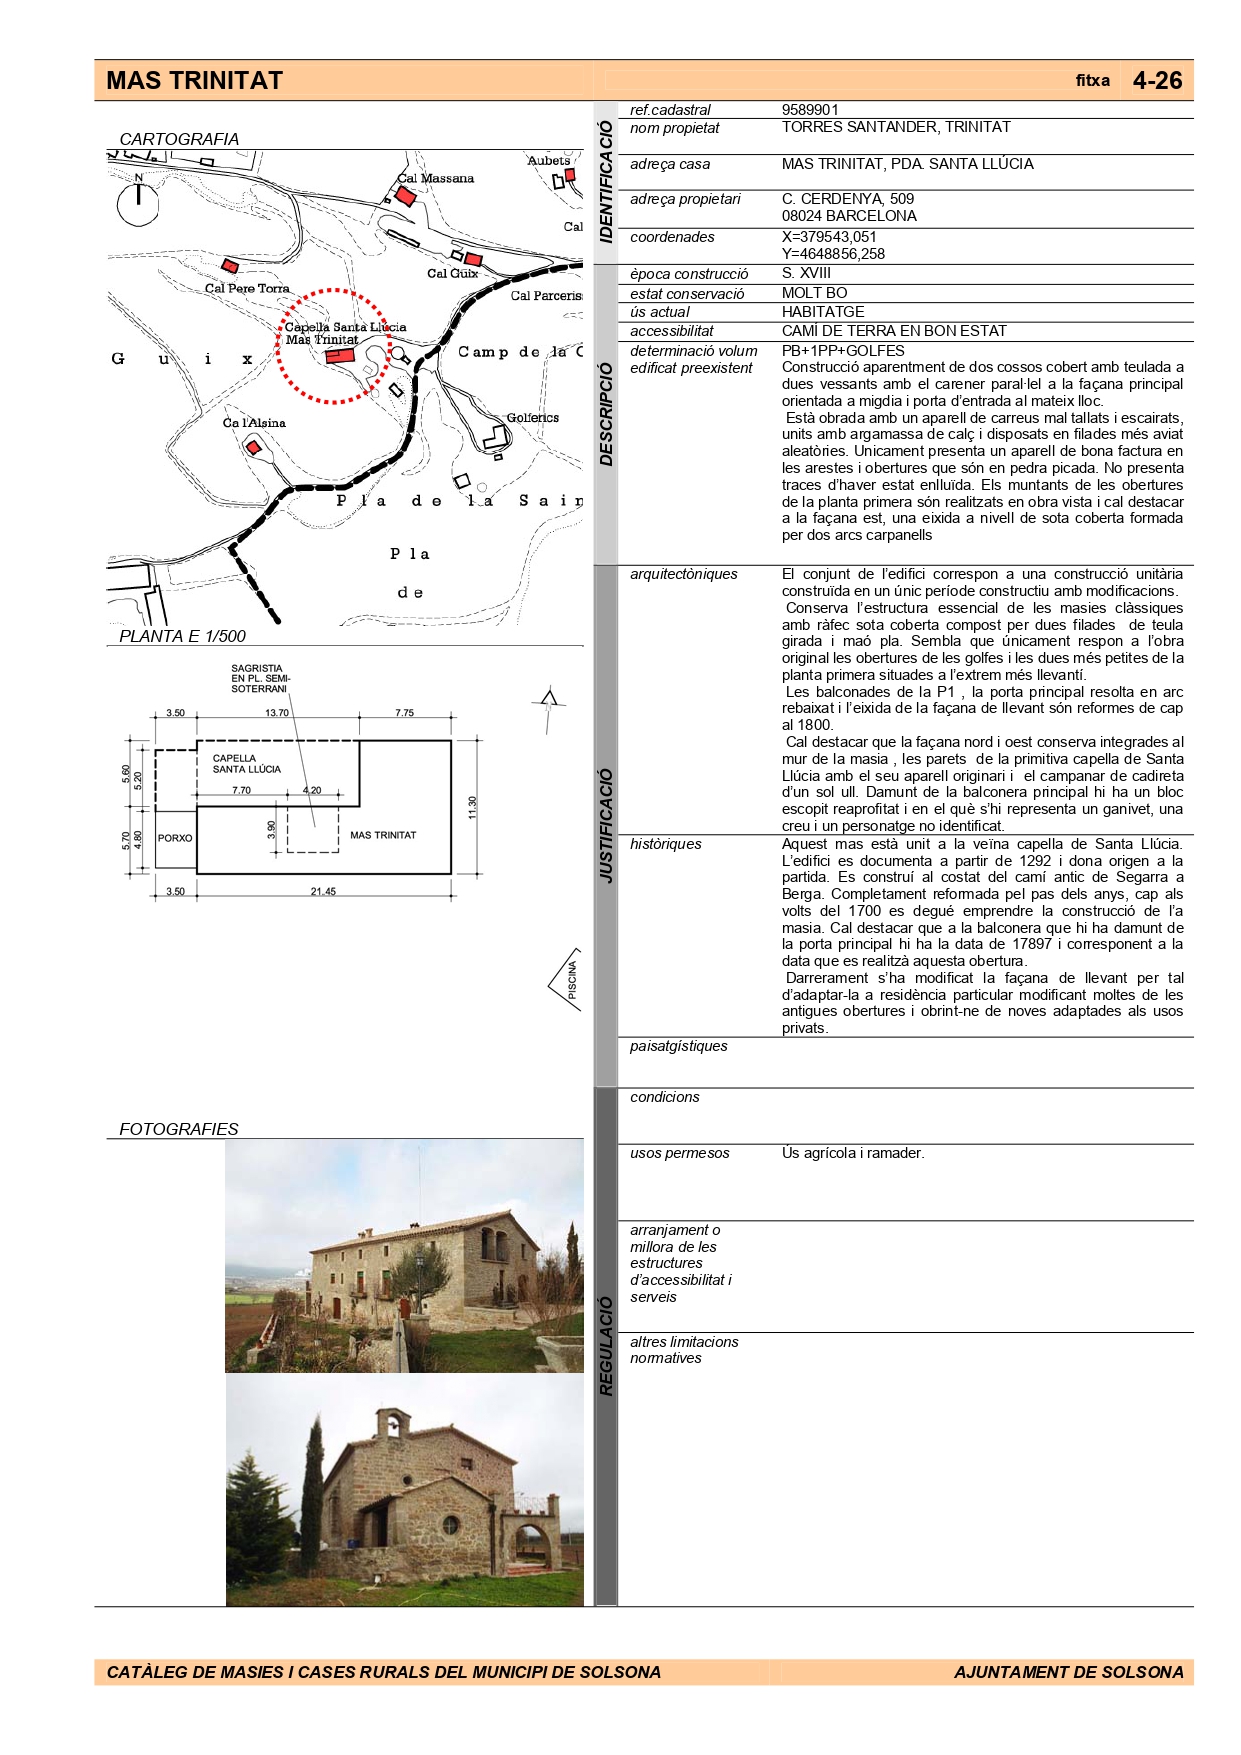 MAS TRINITAT
fitxa 4-26
CARTOGRAFIA
N
Aubets
Cal Massana
Cal
Cal Güix
Cal Pere Torra
Cal Parceris
Capella Santa Llúcia
Mas Trinitat
G u i x
Camp de la C
Ca l'Alsina
Golferics
Pla de la Sain
Pla
de
PLANTA E 1/500
SAGRISTIA
EN PL. SEMI-
SOTERRANI
3.50 13.70 7.75
CAPELLA
SANTA LLÚCIA
5.60
5.20
7.70 4.20
11.30
5.70
4.80
PORXO
3.90
MAS TRINITAT
3.50 21.45
PISCINA
FOTOGRAFIES
IDENTIFICACIÓ
ref.cadastral 9589901
nom propietat TORRES SANTANDER, TRINITAT
adreça casa MAS TRINITAT, PDA. SANTA LLÚCIA
adreça propietari C. CERDENYA, 509
08024 BARCELONA
coordenades X=379543,051
Y=4648856,258
DESCRIPCIÓ
època construcció S. XVIII
estat conservació MOLT BO
ús actual HABITATGE
accessibilitat CAMÍ DE TERRA EN BON ESTAT
determinació volum PB+1PP+GOLFES
edificat preexistent Construcció aparentment de dos cossos cobert amb teulada a
dues vessants amb el carener paral·lel a la façana principal
orientada a migdia i porta d'entrada al mateix lloc.
Està obrada amb un aparell de carreus mal tallats i escairats,
units amb argamassa de calç i disposats en filades més aviat
aleatòries. Unicament presenta un aparell de bona factura en
les arestes i obertures que són en pedra picada. No presenta
traces d'haver estat enlluïda. Els muntants de les obertures
de la planta primera són realitzats en obra vista i cal destacar
a la façana est, una eixida a nivell de sota coberta formada
per dos arcs carpanells
JUSTIFICACIÓ
arquitectòniques El conjunt de l'edifici correspon a una construcció unitària
construïda en un únic període constructiu amb modificacions.
Conserva l'estructura essencial de les masies clàssiques
amb ràfec sota coberta compost per dues filades de teula
girada i maó pla. Sembla que únicament respon a l'obra
original les obertures de les golfes i les dues més petites de la
planta primera situades a l'extrem més llevantí.
Les balconades de la P1 , la porta principal resolta en arc
rebaixat i l'eixida de la façana de llevant són reformes de cap
al 1800.
Cal destacar que la façana nord i oest conserva integrades al
mur de la masia , les parets de la primitiva capella de Santa
Llúcia amb el seu aparell originari i el campanar de cadireta
d'un sol ull. Damunt de la balconera principal hi ha un bloc
escopit reaprofitat i en el què s'hi representa un ganivet, una
creu i un personatge no identificat.
històriques Aquest mas està unit a la veïna capella de Santa Llúcia.
L'edifici es documenta a partir de 1292 i dona origen a la
partida. Es construí al costat del camí antic de Segarra a
Berga. Completament reformada pel pas dels anys, cap als
volts del 1700 es degué emprendre la construcció de l'a
masia. Cal destacar que a la balconera que hi ha damunt de
la porta principal hi ha la data de 17897 i corresponent a la
data que es realitzà aquesta obertura.
Darrerament s'ha modificat la façana de llevant per tal
d'adaptar-la a residència particular modificant moltes de les
antigues obertures i obrint-ne de noves adaptades als usos
privats.
paisatgístiques
REGULACIÓ
condicions
usos permesos Ús agrícola i ramader.
arranjament o
millora de les
estructures
d'accessibilitat i
serveis
altres limitacions
normatives
CATÀLEG DE MASIES I CASES RURALS DEL MUNICIPI DE SOLSONA
AJUNTAMENT DE SOLSONA